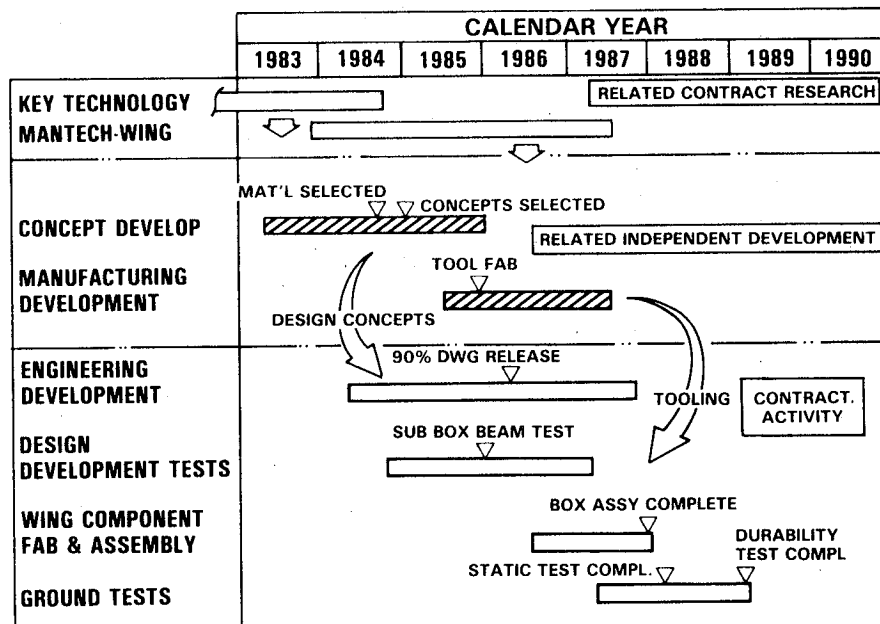 CALENDAR YEAR
1983 1984 1985 1986 1987 1988 1989 1990
KEY TECHNOLOGY
RELATED CONTRACT RESEARCH
MANTECH-WING
MAT'L SELECTED
CONCEPTS SELECTED
CONCEPT DEVELOP
RELATED INDEPENDENT DEVELOPMENT
MANUFACTURING
DEVELOPMENT
TOOL FAB
DESIGN CONCEPTS
ENGINEERING
DEVELOPMENT
90% DWG RELEASE
TOOLING
CONTRACT.
ACTIVITY
DESIGN
DEVELOPMENT TESTS
SUB BOX BEAM TEST
WING COMPONENT
FAB & ASSEMBLY
BOX ASSY COMPLETE
DURABILITY
TEST COMPL
STATIC TEST COMPL.
GROUND TESTS